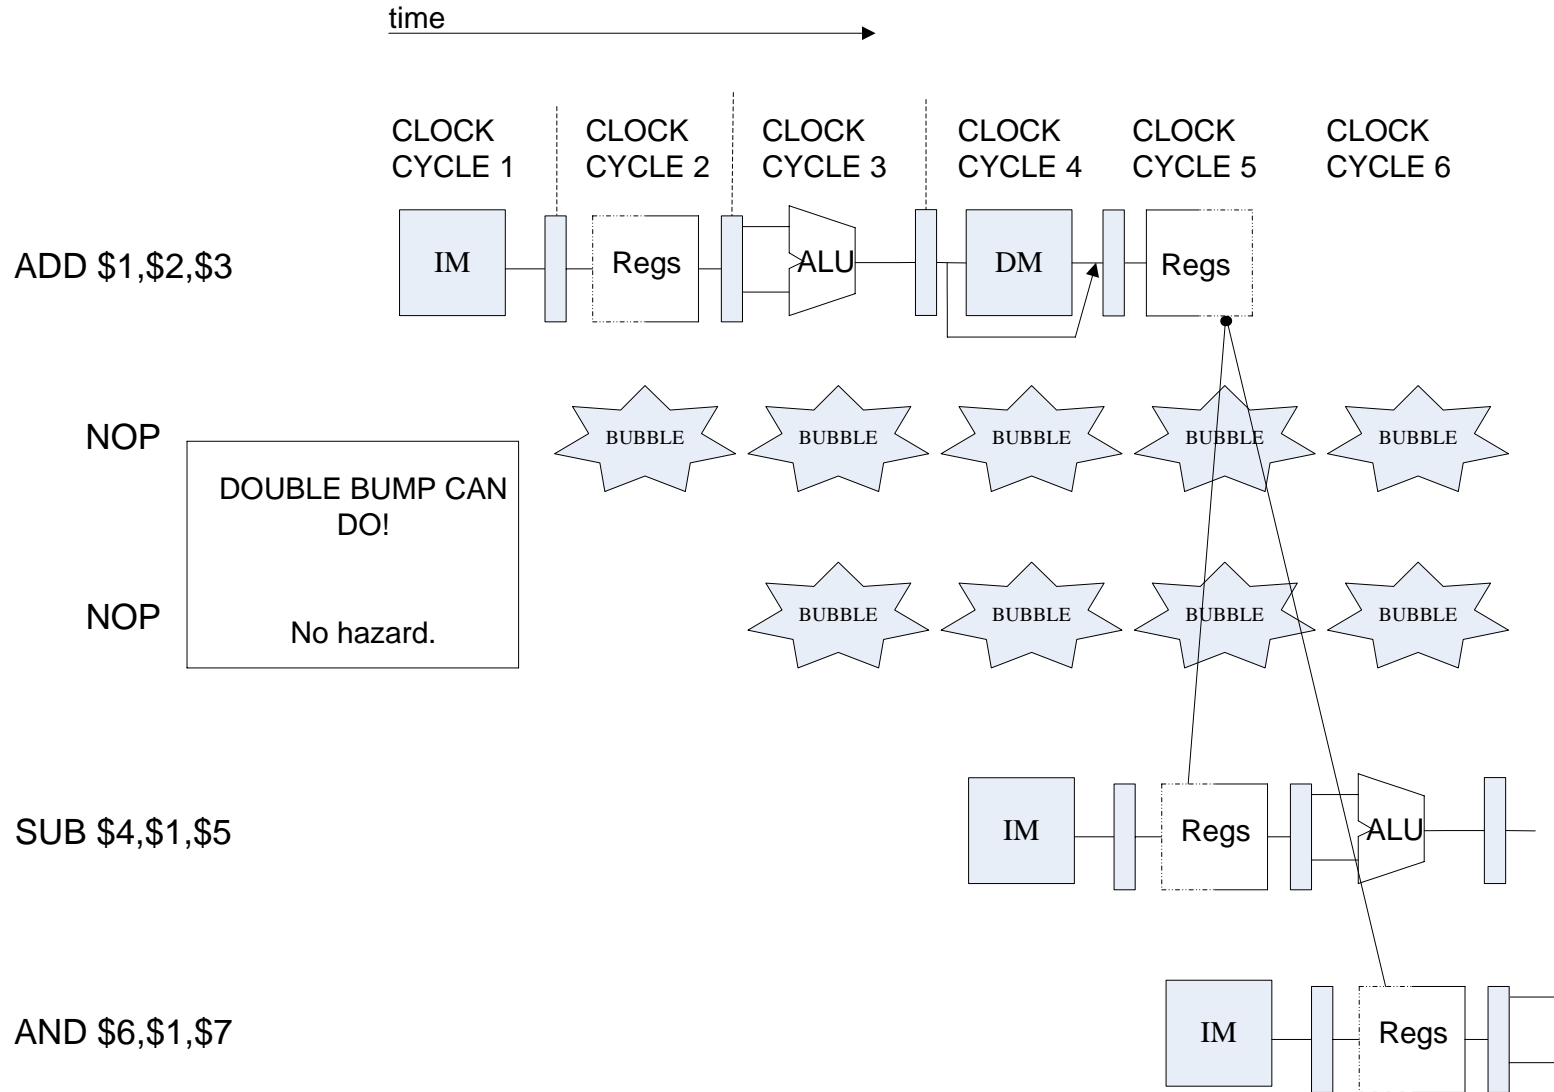 time
CLOCK CYCLE 1
CLOCK CYCLE 2
CLOCK CYCLE 3
CLOCK CYCLE 4
CLOCK CYCLE 5
CLOCK CYCLE 6
ADD $1,$2,$3
IM
Regs
ALU
DM
Regs
NOP
BUBBLE
BUBBLE
BUBBLE
BUBBLE
BUBBLE
DOUBLE BUMP CAN
DO!
No hazard.
NOP
BUBBLE
BUBBLE
BUBBLE
BUBBLE
SUB $4,$1,$5
IM
Regs
ALU
AND $6,$1,$7
IM
Regs